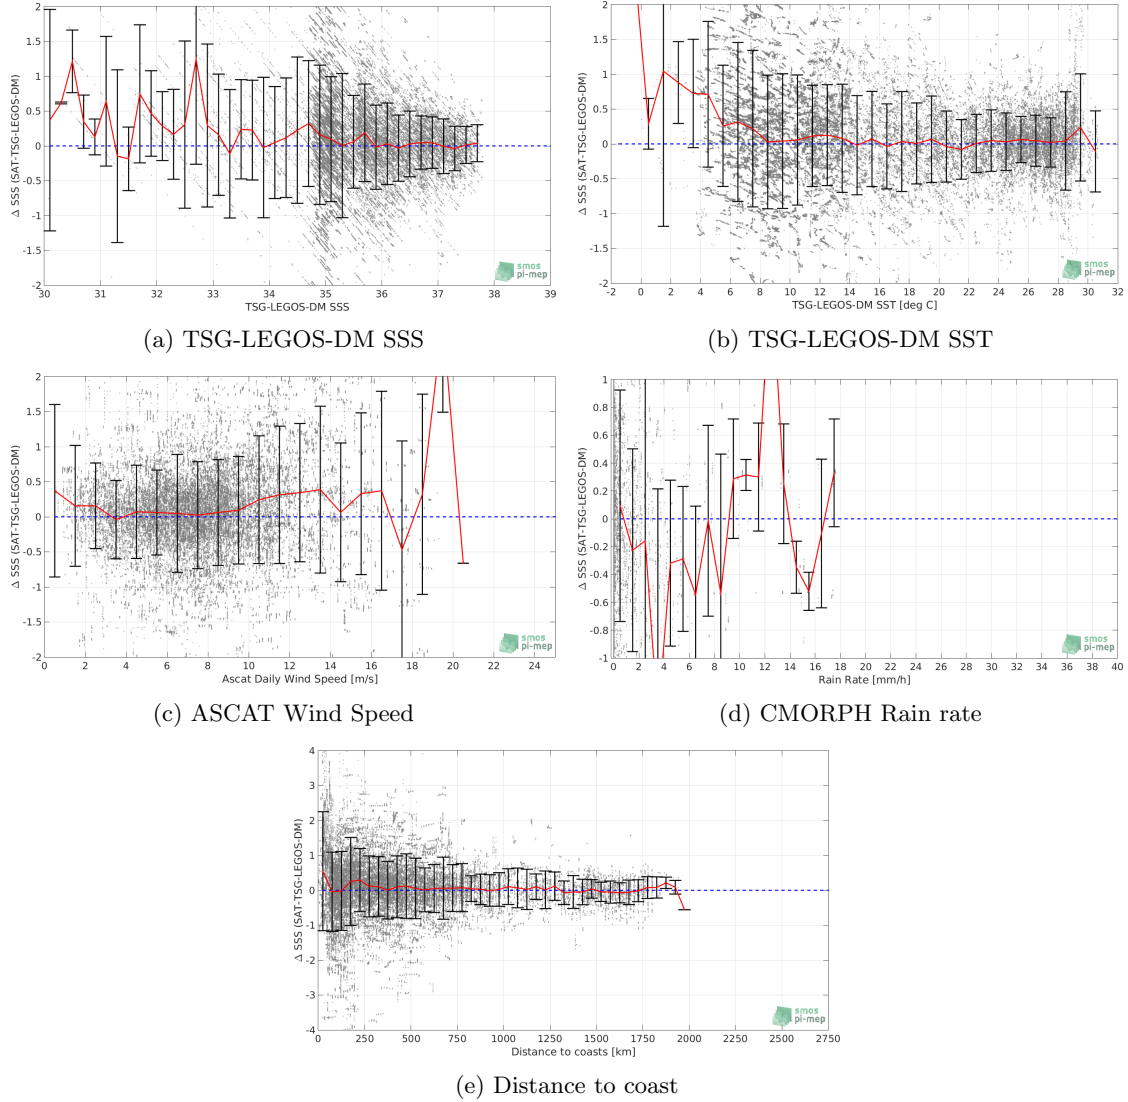 Δ SSS (SAT-TSG-LEGOS-DM)
2
1.5
1
0.5
0
-0.5
-1
-1.5
-2
30 31 32 33 34 35 36 37 38 39
TSG-LEGOS-DM SSS
smos
pi-mep
(a) TSG-LEGOS-DM SSS
Δ SSS (SAT-TSG-LEGOS-DM)
2
1.5
1
0.5
0
-0.5
-1
-1.5
-2
-2 0 2 4 6 8 10 12 14 16 18 20 22 24 26 28 30 32
TSG-LEGOS-DM SST [deg C]
smos
pi-mep
(b) TSG-LEGOS-DM SST
Δ SSS (SAT-TSG-LEGOS-DM)
2
1.5
1
0.5
0
-0.5
-1
-1.5
-2
0 2 4 6 8 10 12 14 16 18 20 22 24
Ascat Daily Wind Speed [m/s]
smos
pi-mep
(c) ASCAT Wind Speed
Δ SSS (SAT-TSG-LEGOS-DM)
1
0.8
0.6
0.4
0.2
0
-0.2
-0.4
-0.6
-0.8
-1
0 2 4 6 8 10 12 14 16 18 20 22 24 26 28 30 32 34 36 38 40
Rain Rate [mm/h]
smos
pi-mep
(d) CMORPH Rain rate
Δ SSS (SAT-TSG-LEGOS-DM)
4
3
2
1
0
-1
-2
-3
-4
0 250 500 750 1000 1250 1500 1750 2000 2250 2500 2750
Distance to coasts [km]
smos
pi-mep
(e) Distance to coast